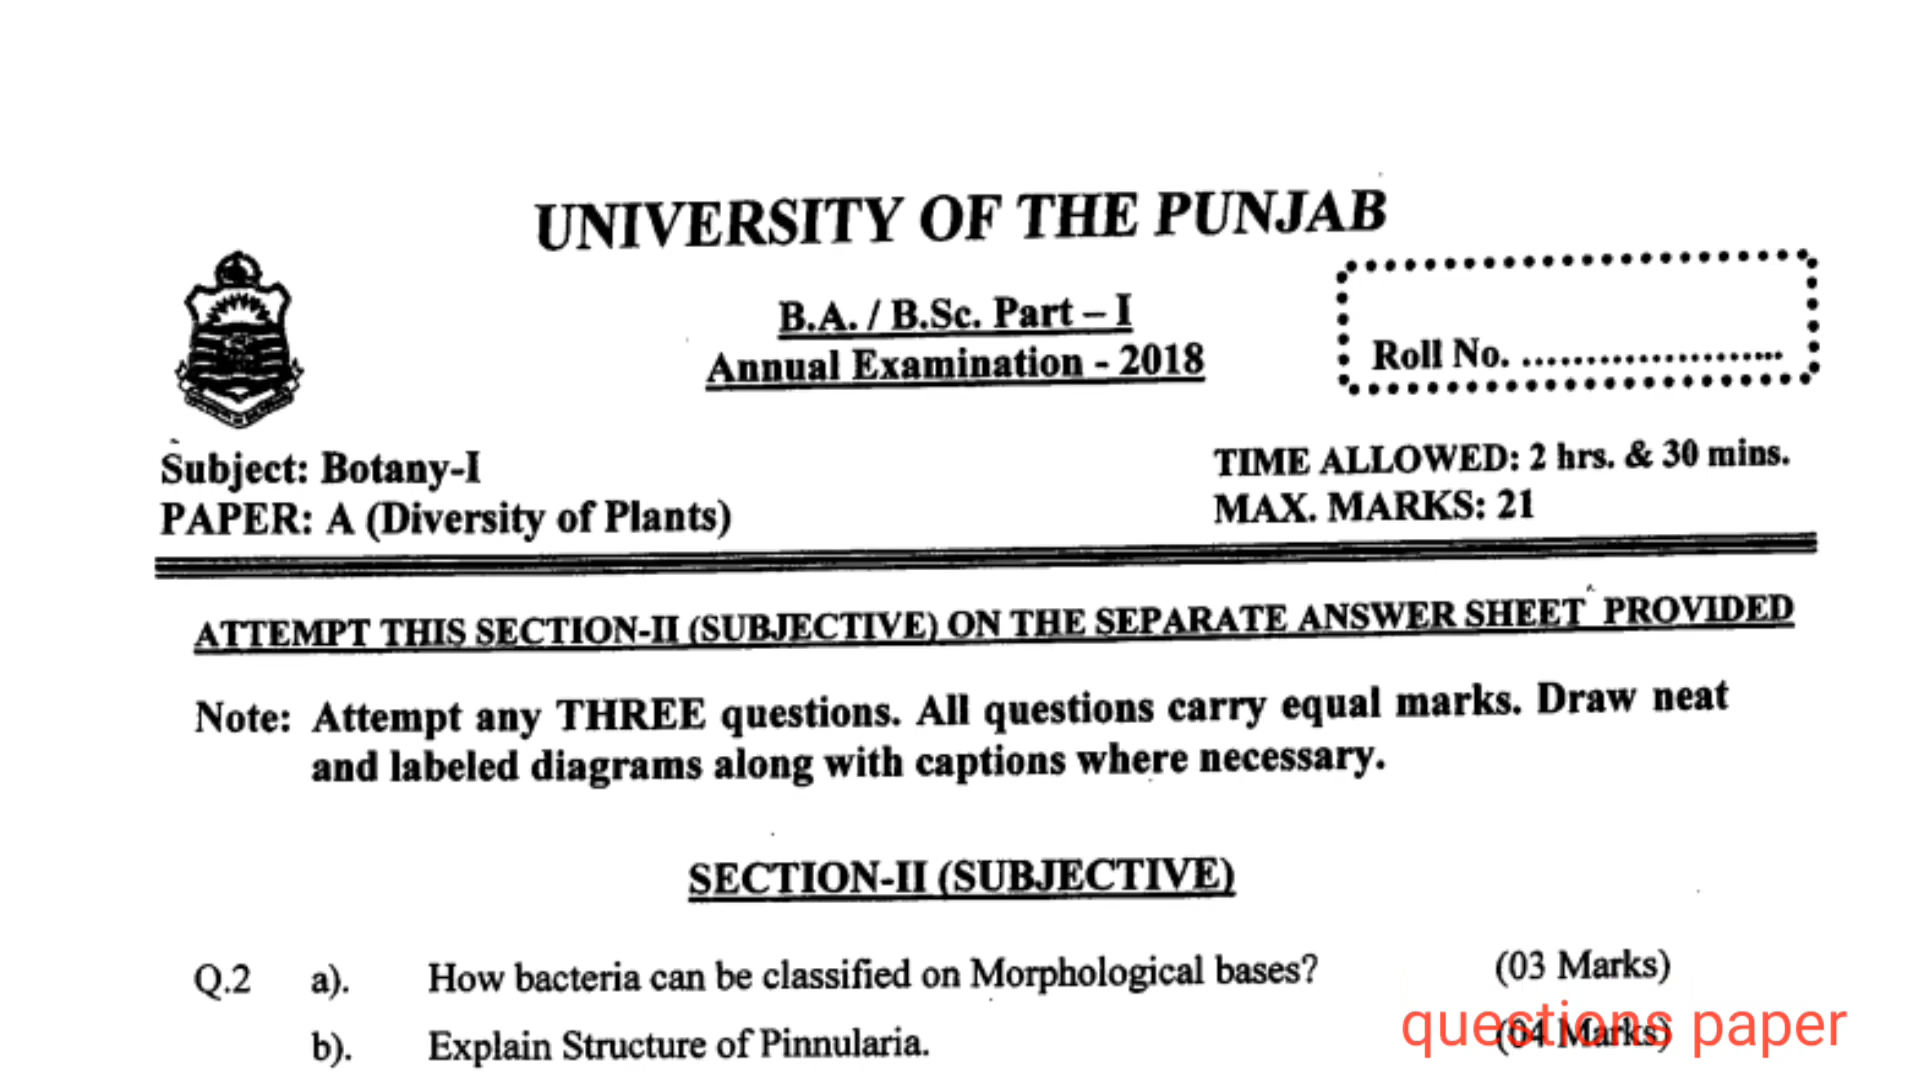 UNIVERSITY OF THE PUNJAB
B.A. / B.Sc. Part – I
Annual Examination - 2018
Roll No. ......................
Subject: Botany-I
PAPER: A (Diversity of Plants)
TIME ALLOWED: 2 hrs. & 30 mins.
MAX. MARKS: 21
ATTEMPT THIS SECTION-II (SUBJECTIVE) ON THE SEPARATE ANSWER SHEET PROVIDED
Note: Attempt any THREE questions. All questions carry equal marks. Draw neat
and labeled diagrams along with captions where necessary.
SECTION-II (SUBJECTIVE)
Q.2 a). How bacteria can be classified on Morphological bases? (03 Marks)
b). Explain Structure of Pinnularia. (04 Marks)
questions paper